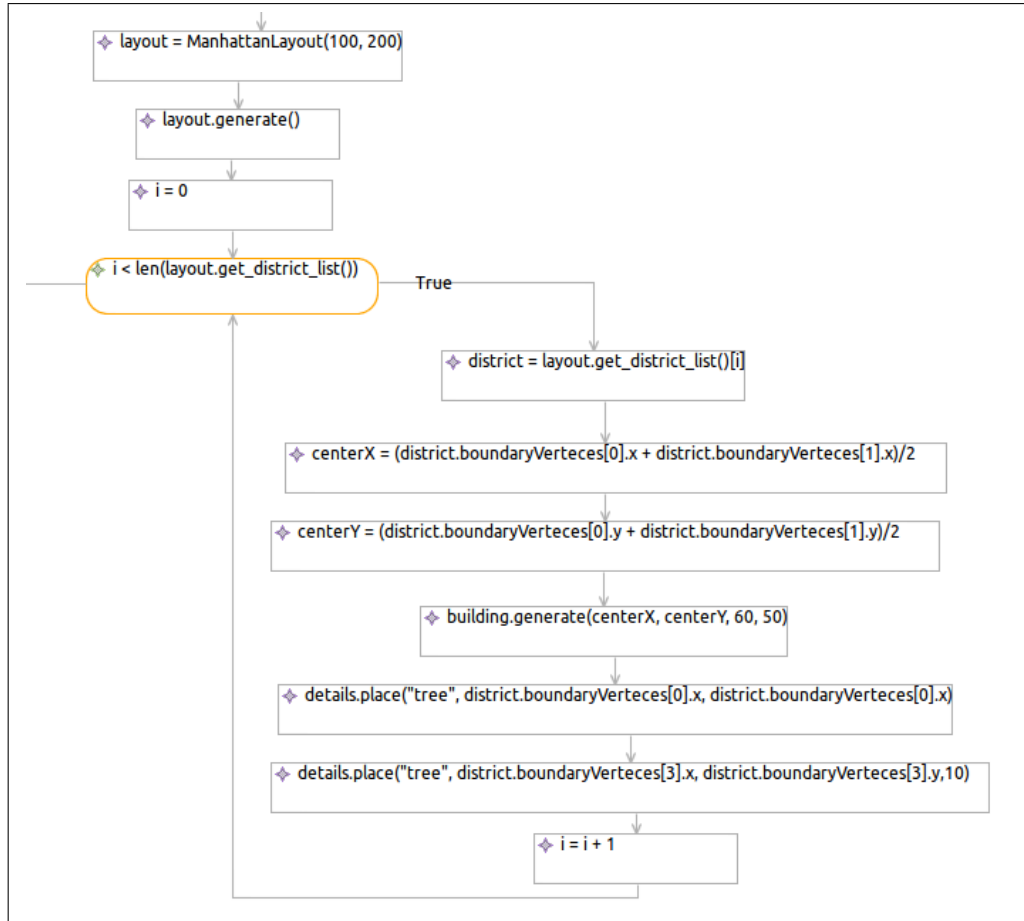 layout = ManhattanLayout(100, 200)
layout.generate()
i = 0
i < len(layout.get_district_list())
True
district = layout.get_district_list()[i]
centerX = (district.boundaryVerteces[0].x + district.boundaryVerteces[1].x)/2
centerY = (district.boundaryVerteces[0].y + district.boundaryVerteces[1].y)/2
building.generate(centerX, centerY, 60, 50)
details.place("tree", district.boundaryVerteces[0].x, district.boundaryVerteces[0].x)
details.place("tree", district.boundaryVerteces[3].x, district.boundaryVerteces[3].y,10)
i = i + 1